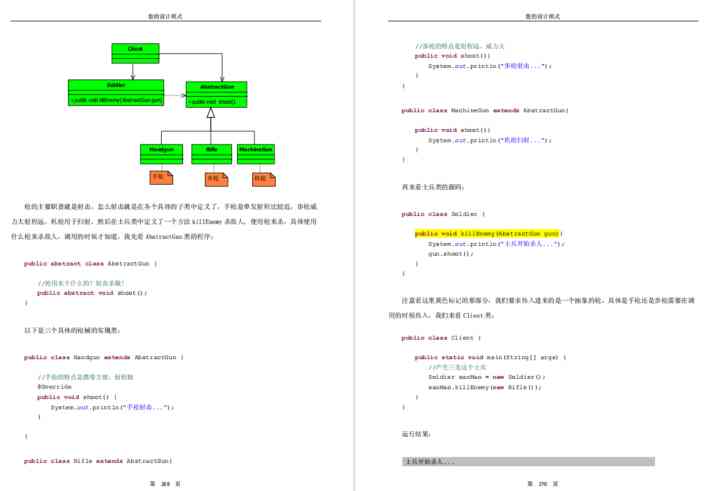 您的设计模式
Client
Soldier
+public void killEnemy(AbstractGun gun)
AbstractGun
+public void shoot()
Handgun
Rifle
MachineGun
手枪
步枪
机枪
枪的主要职责就是射击，怎么射击就是在各个具体的子类中定义了，手枪是单发射程比较近，步枪威
力大射程远，机枪用于扫射，然后在士兵类中定义了一个方法 killEnemy 杀敌人，使用枪来杀，具体使用
什么枪来杀敌人，调用的时候才知道，我先看 AbstractGun 类的程序：
public abstract class AbstractGun {
//枪用来干什么的？射击杀戮！
public abstract void shoot();
}
以下是三个具体的枪械的实现类：
public class Handgun extends AbstractGun {
//手枪的特点是携带方便，射程短
@Override
public void shoot() {
System.out.println("手枪射击...");
}
}
public class Rifle extends AbstractGun{
第 269 页
您的设计模式
//步枪的特点是射程远，威力大
public void shoot(){
System.out.println("步枪射击...");
}
}
public class MachineGun extends AbstractGun{
public void shoot(){
System.out.println("机枪扫射...");
}
}
再来看士兵类的源码：
public class Soldier {
public void killEnemy(AbstractGun gun){
System.out.println("士兵开始杀人...");
gun.shoot();
}
}
注意看这里黄色标记的那部分，我们要求传入进来的是一个抽象的枪，具体是手枪还是步枪需要在调
用的时候传入，我们来看 Client 类：
public class Client {
public static void main(String[] args) {
//产生三毛这个士兵
Soldier sanMao = new Soldier();
sanMao.killEnemy(new Rifle());
}
}
运行结果：
士兵开始杀人...
第 270 页